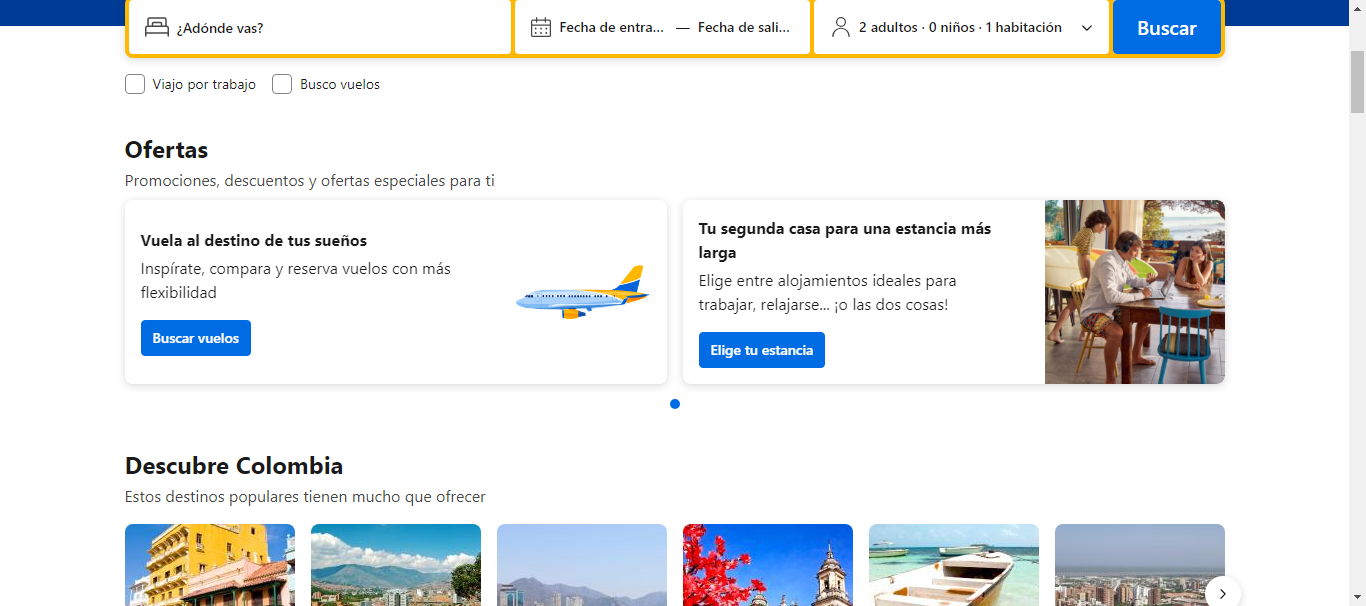 ¿Adónde vas?
Fecha de entra... — Fecha de sali...
2 adultos · 0 niños · 1 habitación
Buscar
Viajo por trabajo
Busco vuelos
Ofertas
Promociones, descuentos y ofertas especiales para ti
Vuela al destino de tus sueños
Inspírate, compara y reserva vuelos con más
flexibilidad
Buscar vuelos
Tu segunda casa para una estancia más
larga
Elige entre alojamientos ideales para
trabajar, relajarse... ¡o las dos cosas!
Elige tu estancia
Descubre Colombia
Estos destinos populares tienen mucho que ofrecer